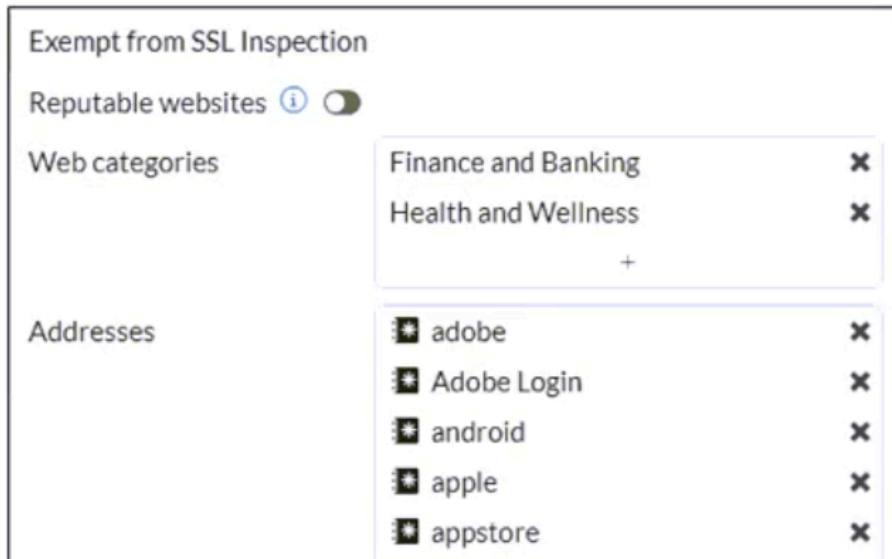 Exempt from SSL Inspection
Reputable websites
Web categories
Finance and Banking
Health and Wellness
+
Addresses
adobe
Adobe Login
android
apple
appstore